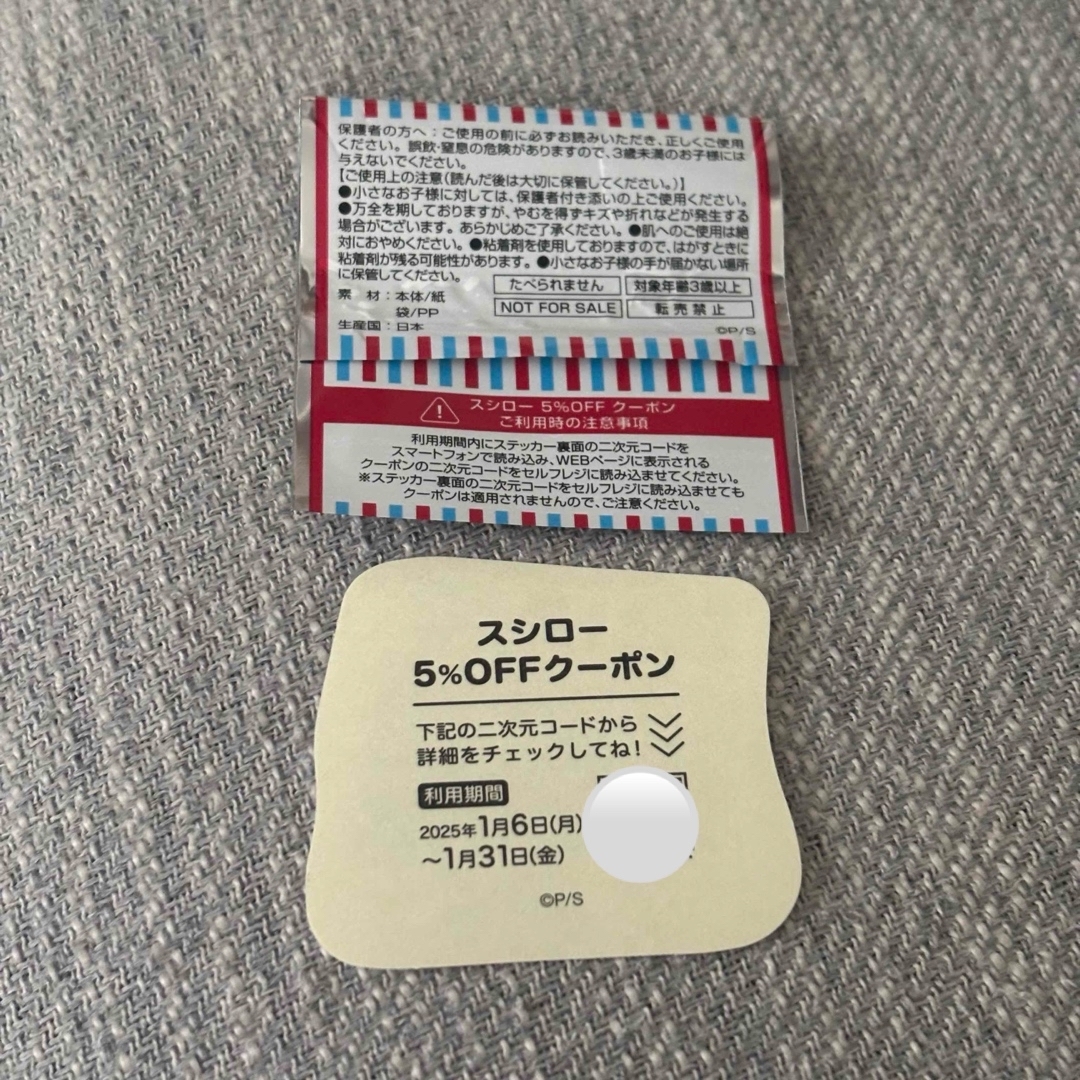 保護者の方へ：ご使用の前に必ずお読みいただき、正しくご使用
ください。誤飲・窒息の危険がありますので、3歳未満のお子様には
与えないでください。
【ご使用上の注意(読んだ後は大切に保管してください。)】
●小さなお子様に対しては、保護者付き添いの上ご使用ください。
●万全を期しておりますが、やむを得ずキズや折れなどが発生する
場合がございます。あらかじめご了承ください。●肌へのご使用は絶
対におやめください。●粘着剤を使用しておりますので、はがすときに
粘着剤が残る可能性があります。●小さなお子様の手が届かない場所
に保管してください。
たべられません 対象年齢3歳以上
素 材：本体/紙
NOT FOR SALE 転売禁止
袋/PP
生産国：日本
©P/S
スシロー 5%OFF クーポン
ご利用時の注意事項
利用期間内にステッカー裏面の二次元コードを
スマートフォンで読み込み、WEBページに表示される
クーポンの二次元コードをセルフレジに読み込ませてください。
※ステッカー裏面の二次元コードをセルフレジに読み込ませても
クーポンは適用されませんので、ご注意ください。
スシロー
5%OFFクーポン
下記の二次元コードから
詳細をチェックしてね！
利用期間
2025年1月6日(月)
～1月31日(金)
©P/S